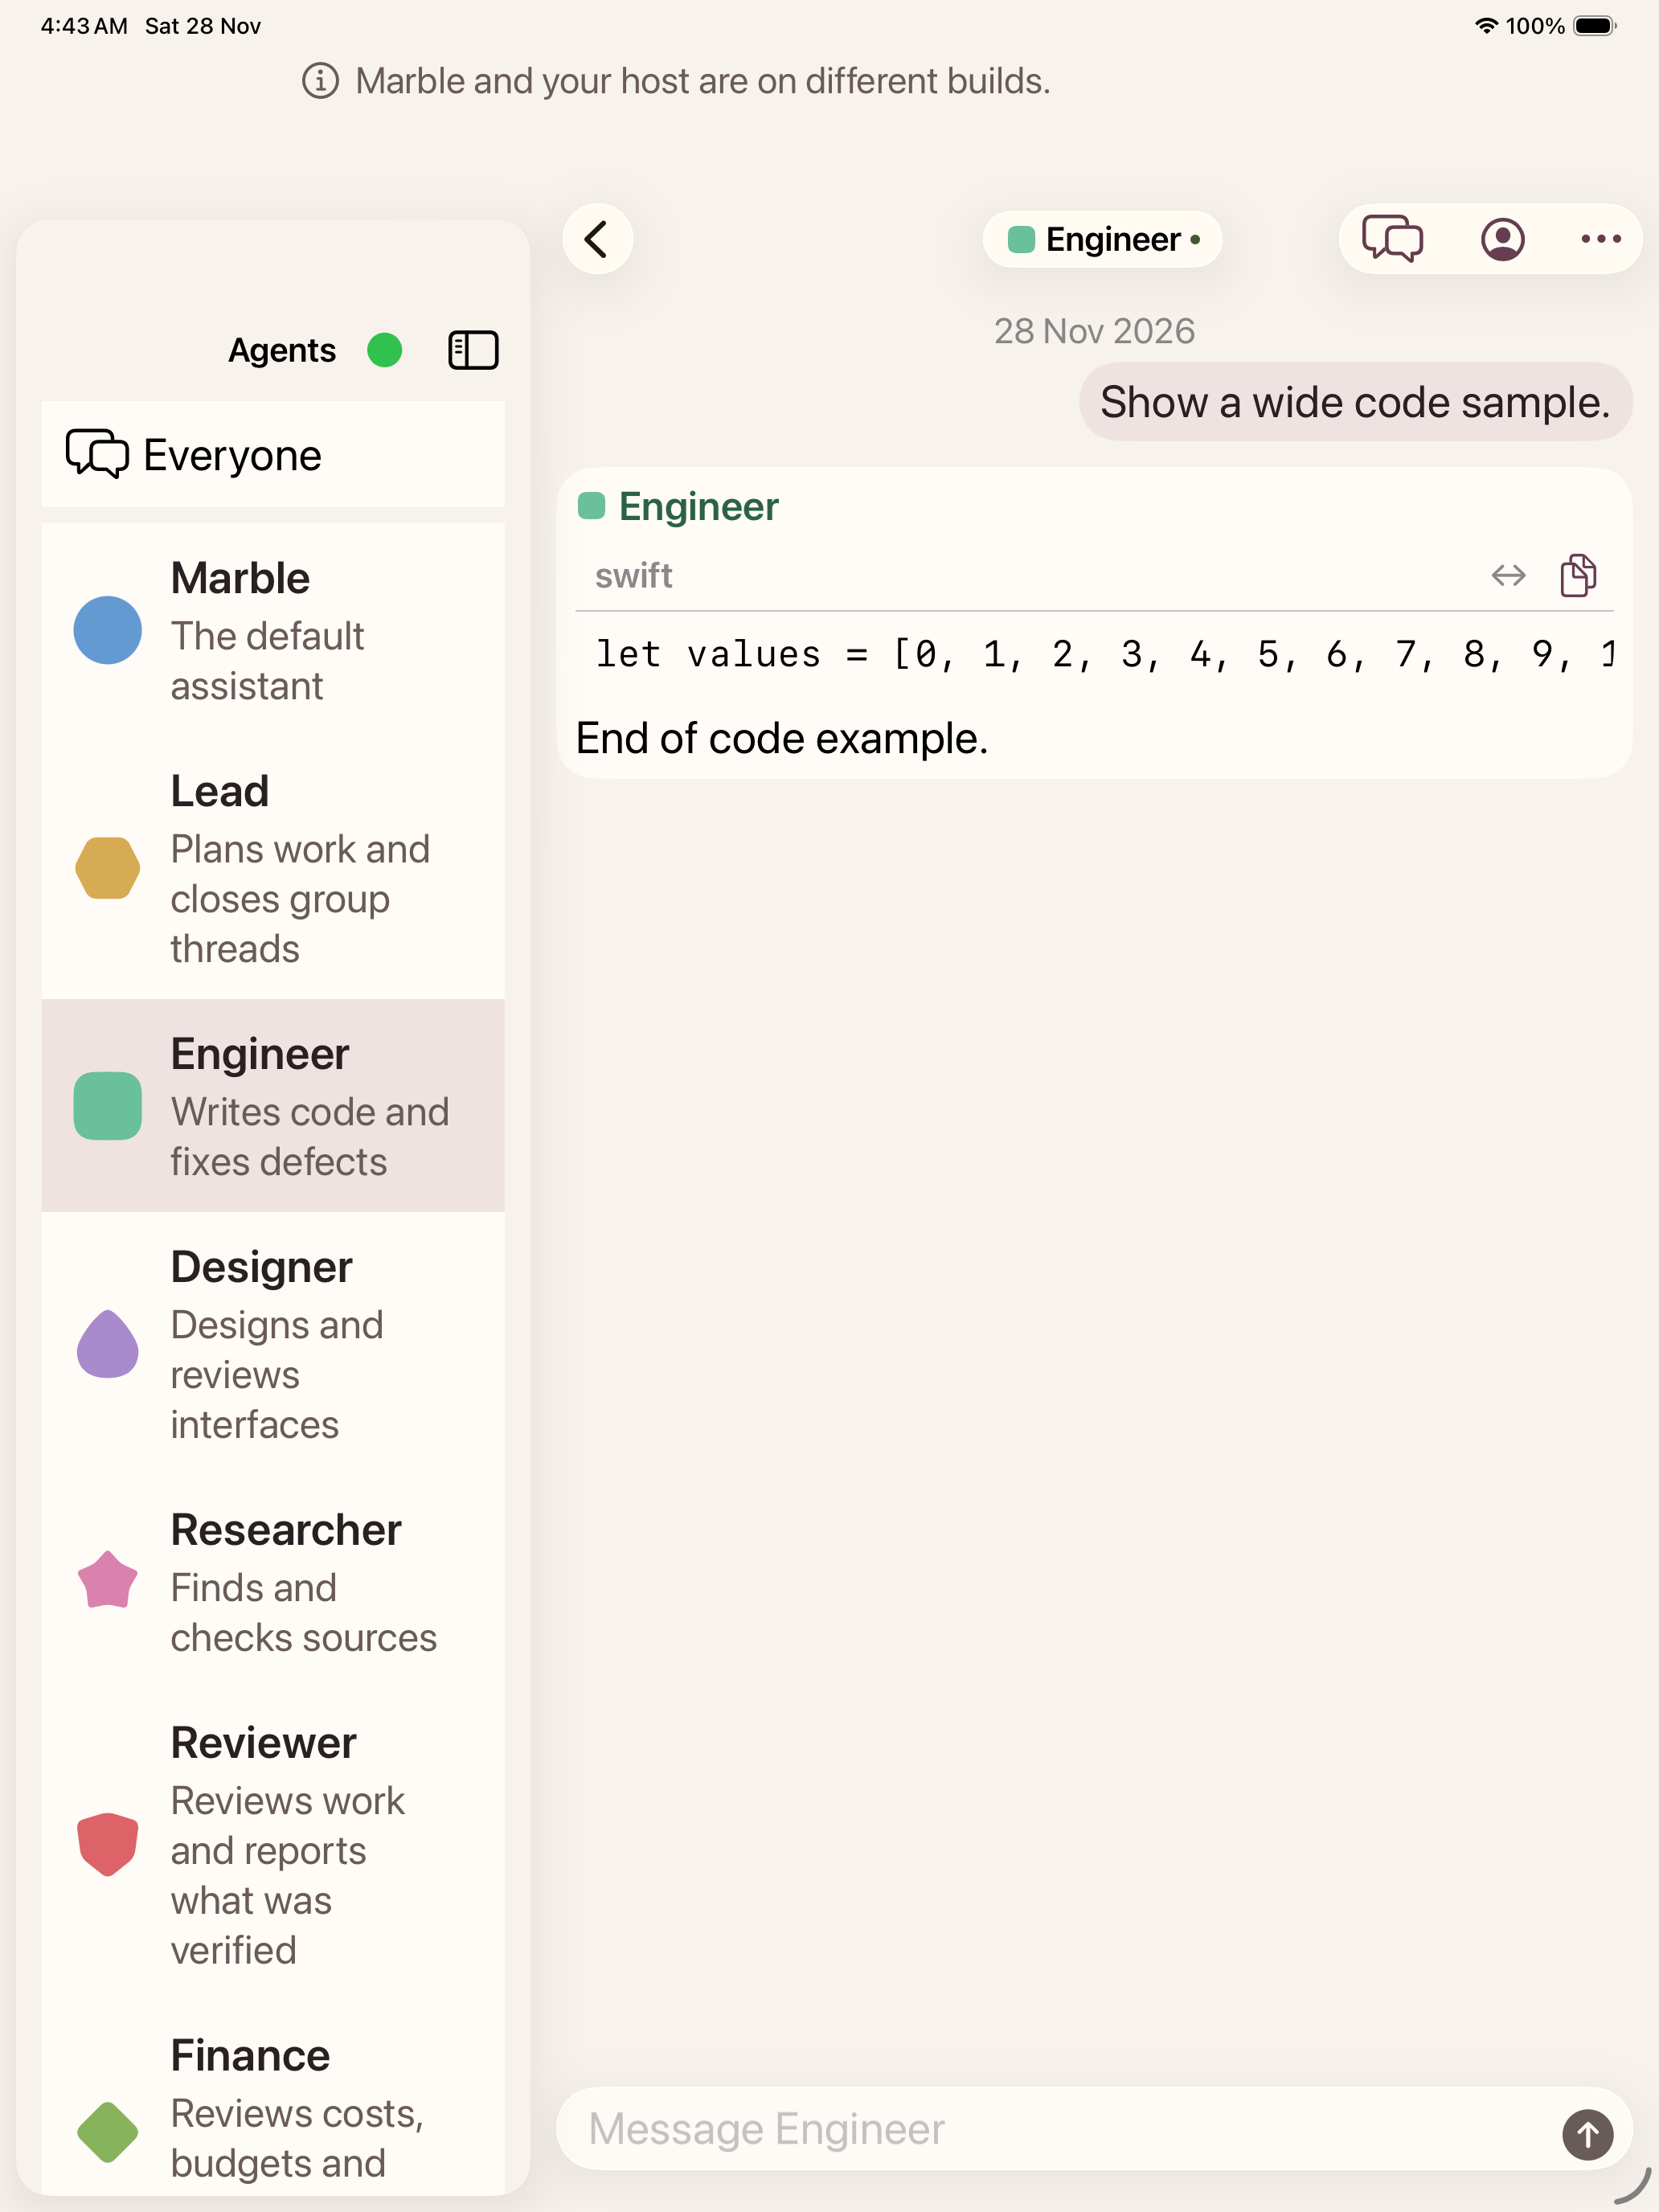 4:43 AM Sat 28 Nov
100%
Marble and your host are on different builds.
Agents
Everyone
Marble
The default
assistant
Lead
Plans work and
closes group
threads
Engineer
Writes code and
fixes defects
Designer
Designs and
reviews
interfaces
Researcher
Finds and
checks sources
Reviewer
Reviews work
and reports
what was
verified
Finance
Reviews costs,
budgets and
Engineer
28 Nov 2026
Show a wide code sample.
Engineer
swift
let values = [0, 1, 2, 3, 4, 5, 6, 7, 8, 9, 1
End of code example.
Message Engineer